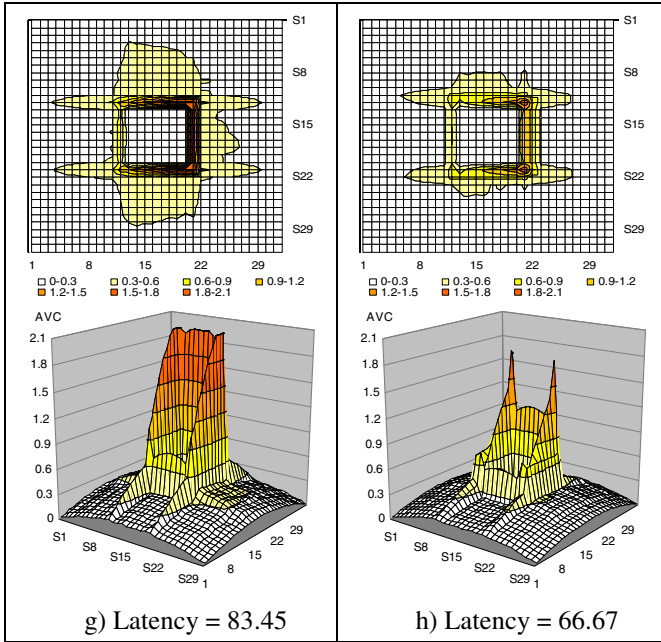 S1
S8
S15
S22
S29
1 8 15 22 29
0-0.3 0.3-0.6 0.6-0.9 0.9-1.2
1.2-1.5 1.5-1.8 1.8-2.1
AVC
2.1
1.8
1.5
1.2
0.9
0.6
0.3
0
S1
S8
S15
S22
S29
1
8
15
22
29
g) Latency = 83.45
S1
S8
S15
S22
S29
1 8 15 22 29
0-0.3 0.3-0.6 0.6-0.9 0.9-1.2
1.2-1.5 1.5-1.8 1.8-2.1
AVC
2.1
1.8
1.5
1.2
0.9
0.6
0.3
0
S1
S8
S15
S22
S29
1
8
15
22
29
h) Latency = 66.67